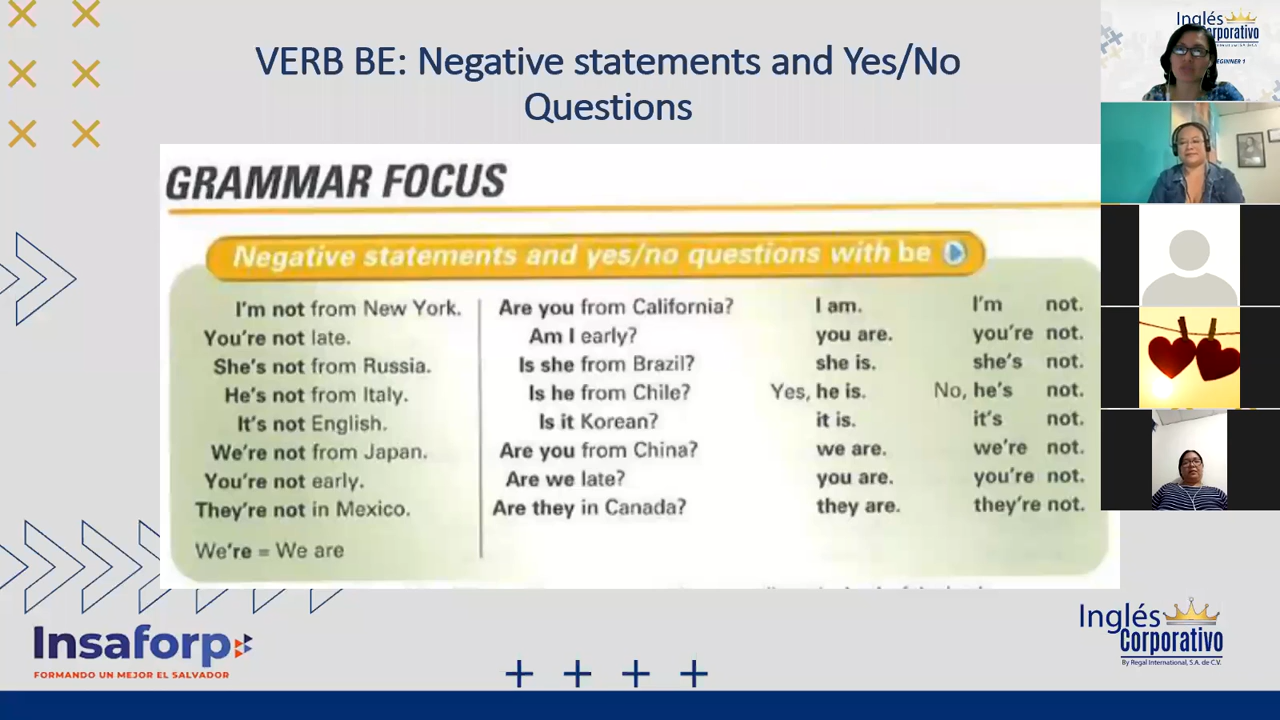 VERB BE: Negative statements and Yes/No
Questions
GRAMMAR FOCUS
Negative statements and yes/no questions with be
I'm not from New York.
You're not late.
She's not from Russia.
He's not from Italy.
It's not English.
We're not from Japan.
You're not early.
They're not in Mexico.
We're = We are
Are you from California? I am. I'm not.
Am I early? you are. you're not.
Is she from Brazil? she is. she's not.
Is he from Chile? Yes, he is. No, he's not.
Is it Korean? it is. it's not.
Are you from China? we are. we're not.
Are we late? you are. you're not.
Are they in Canada? they are. they're not.
Insaforp
FORMANDO UN MEJOR EL SALVADOR
Inglés
Corporativo
By Regal International, S.A. de C.V.
Inglés